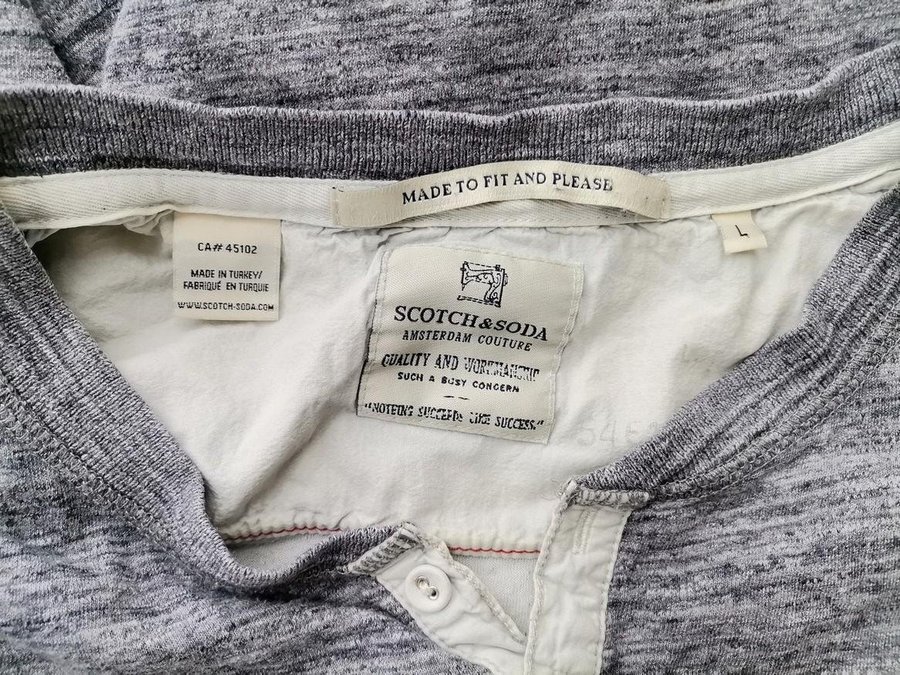 MADE TO FIT AND PLEASE
CA# 45102
MADE IN TURKEY/
FABRIQUÉ EN TURQUIE
WWW.SCOTCH-SODA.COM
L
SCOTCH & SODA
AMSTERDAM COUTURE
QUALITY AND WORKMANSHIP
SUCH A BUSY CONCERN
"NOTEING SUCCEEDS LIKE SUCCESS."